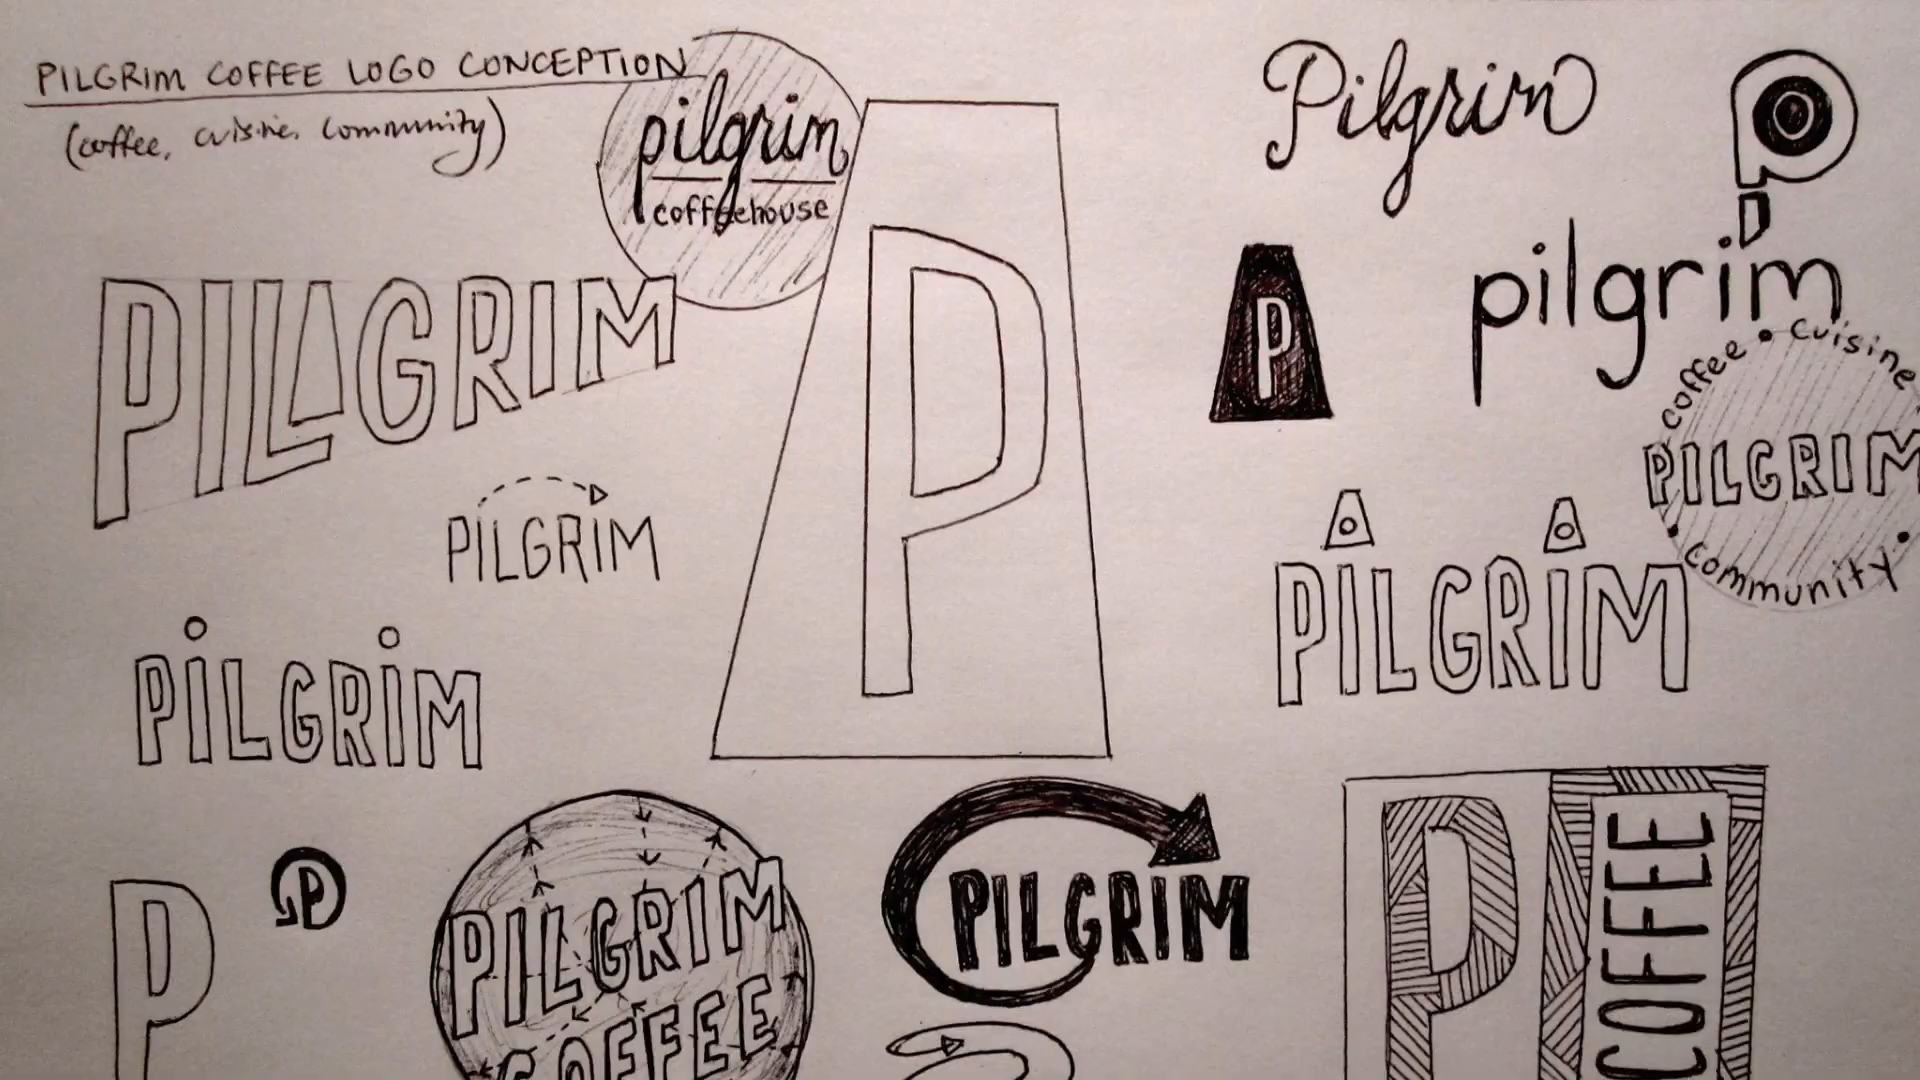 PILGRIM COFFEE LOGO CONCEPTION
(coffee, cuisine, community)
pilgrim
coffeehouse
Pilgrim
P
pilgrim
P
P
PILGRIM
coffee • cuisine
PILGRIM
• community •
PILGRIM
PILGRIM
PILGRIM
P
P
PILGRIM
COFFEE
PILGRIM
P
COFFEE